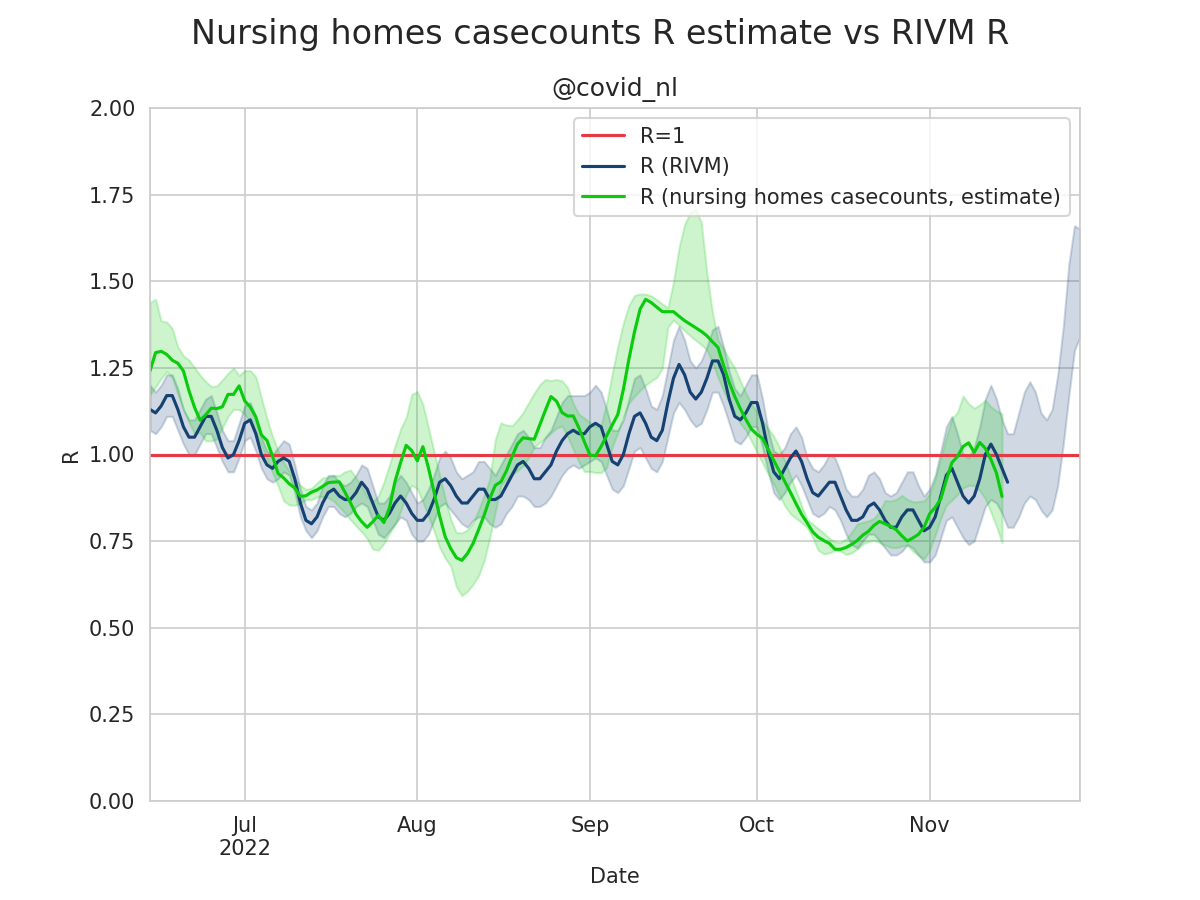 Nursing homes casecounts R estimate vs RIVM R
@covid_nl
R=1
R (RIVM)
R (nursing homes casecounts, estimate)
2.00
1.75
1.50
1.25
1.00
0.75
0.50
0.25
0.00
R
Jul
2022
Aug
Sep
Oct
Nov
Date